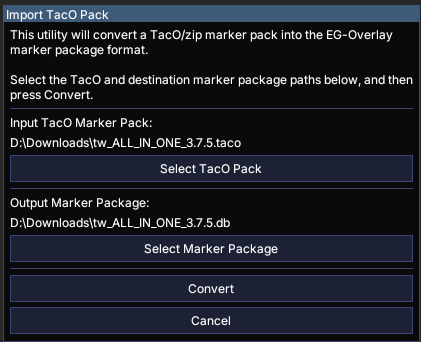 Import TacO Pack
This utility will convert a TacO/zip marker pack into the EG-Overlay
marker package format.
Select the TacO and destination marker package paths below, and then
press Convert.
Input TacO Marker Pack:
D:\Downloads\tw_ALL_IN_ONE_3.7.5.taco
Select TacO Pack
Output Marker Package:
D:\Downloads\tw_ALL_IN_ONE_3.7.5.db
Select Marker Package
Convert
Cancel